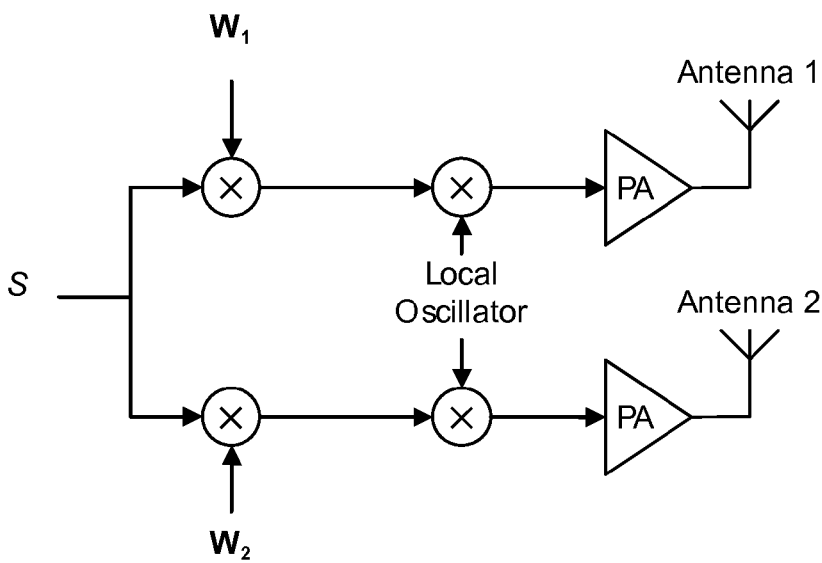 W₁
Antenna 1
×
×
PA
S
Local
Oscillator
Antenna 2
×
×
PA
W₂